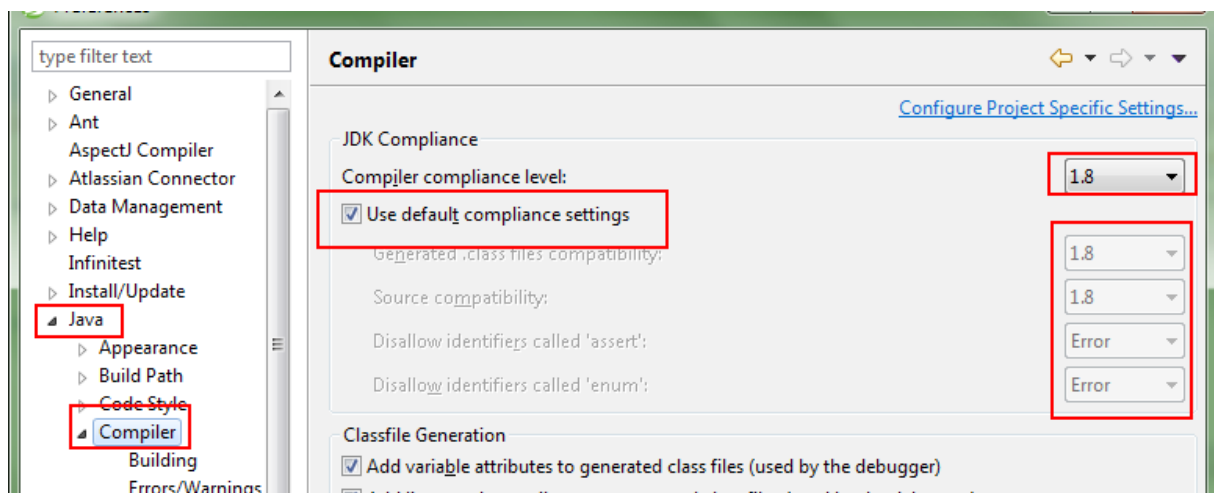 type filter text
General
Ant
AspectJ Compiler
Atlassian Connector
Data Management
Help
Infinitest
Install/Update
Java
Appearance
Build Path
Code Style
Compiler
Building
Errors/Warnings
Compiler
Configure Project Specific Settings...
JDK Compliance
Compiler compliance level: 1.8
Use default compliance settings
Generated .class files compatibility: 1.8
Source compatibility: 1.8
Disallow identifiers called 'assert': Error
Disallow identifiers called 'enum': Error
Classfile Generation
Add variable attributes to generated class files (used by the debugger)